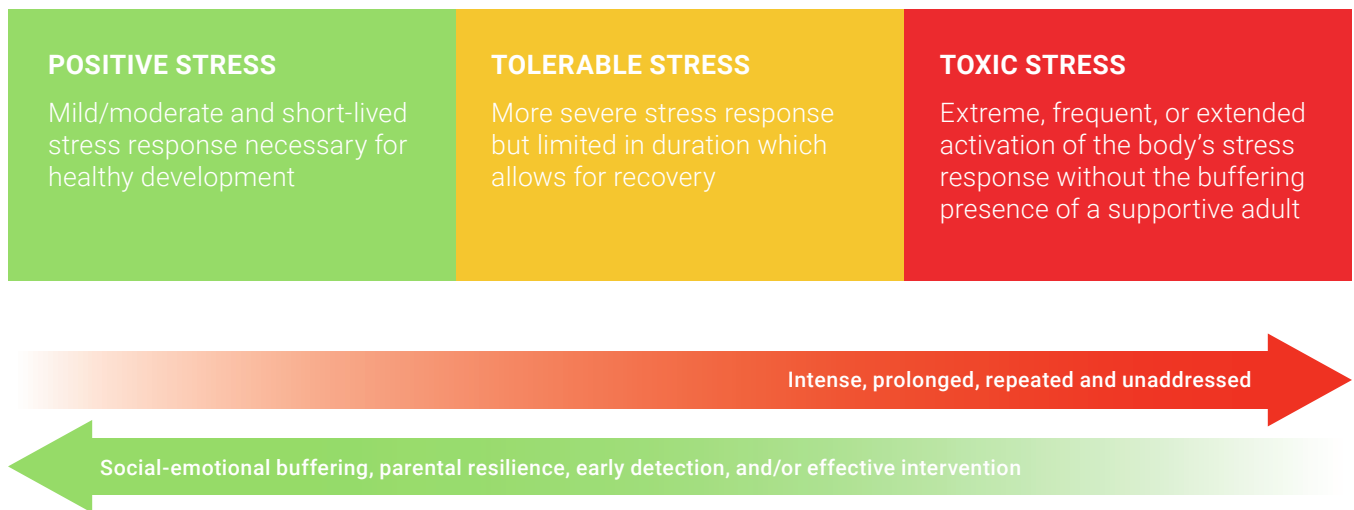 POSITIVE STRESS
Mild/moderate and short-lived
stress response necessary for
healthy development
TOLERABLE STRESS
More severe stress response
but limited in duration which
allows for recovery
TOXIC STRESS
Extreme, frequent, or extended
activation of the body’s stress
response without the buffering
presence of a supportive adult
Intense, prolonged, repeated and unaddressed
Social-emotional buffering, parental resilience, early detection, and/or effective intervention